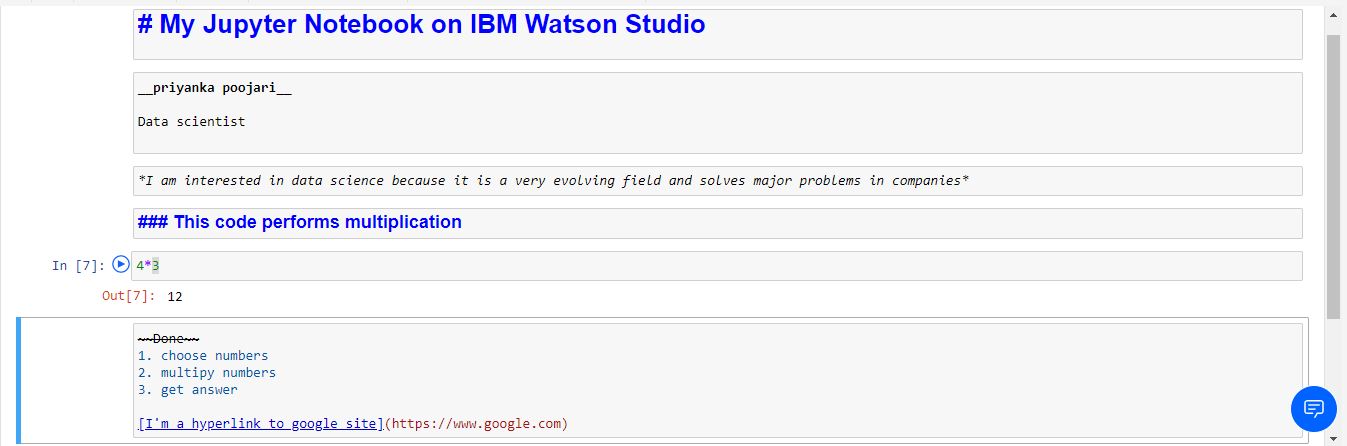 # My Jupyter Notebook on IBM Watson Studio
__priyanka poojari__
Data scientist
*I am interested in data science because it is a very evolving field and solves major problems in companies*
### This code performs multiplication
In [7]: 4*3
Out[7]: 12
~~Done~~
1. choose numbers
2. multipy numbers
3. get answer
[I'm a hyperlink to google site](https://www.google.com)